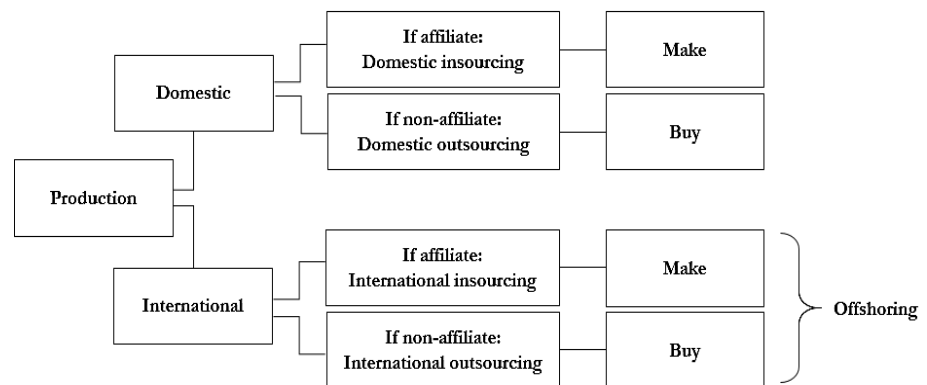 If affiliate:
Domestic insourcing
Make
Domestic
If non-affiliate:
Domestic outsourcing
Buy
Production
If affiliate:
International insourcing
Make
International
Offshoring
If non-affiliate:
International outsourcing
Buy